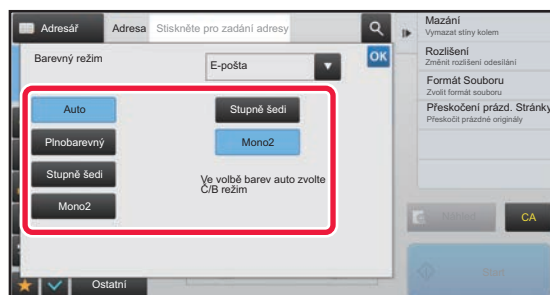 Adresář
Adresa
Stiskněte pro zadání adresy
Barevný režim
E-pošta
OK
Auto
Plnobarevný
Stupně šedi
Mono2
Stupně šedi
Mono2
Ve volbě barev auto zvolte
Č/B režim
Ostatní
Mazání
Vymazat stíny kolem
Rozlišení
Změnit rozlišení odesílání
Formát Souboru
Zvolit formát souboru
Přeskočení prázd. Stránky
Přeskočit prázdné originály
Náhled
CA
Start